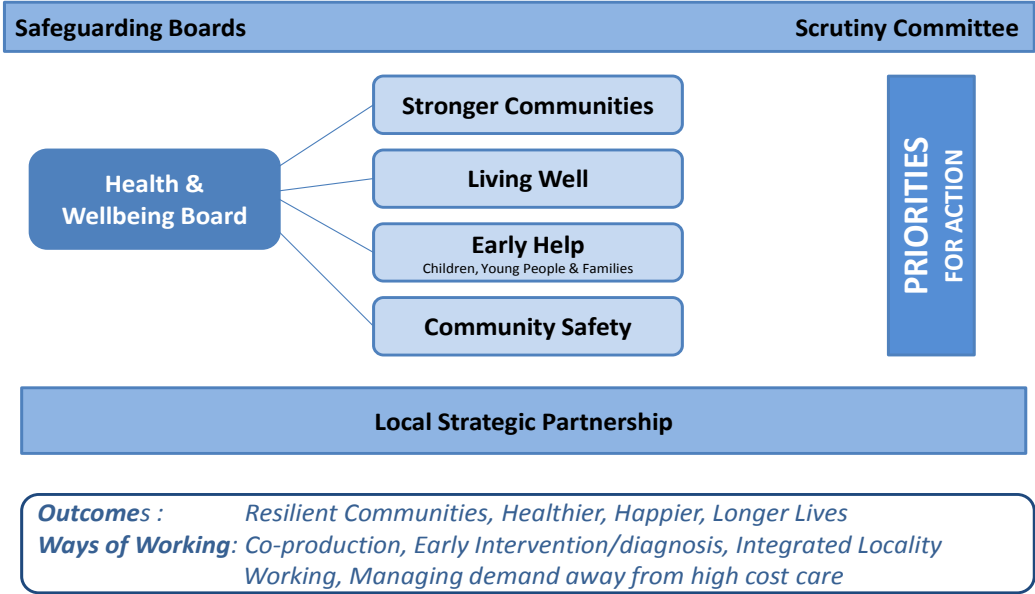 Safeguarding Boards Scrutiny Committee
Health &
Wellbeing Board
Stronger Communities
Living Well
Early Help
Children, Young People & Families
Community Safety
PRIORITIES
FOR ACTION
Local Strategic Partnership
Outcomes : Resilient Communities, Healthier, Happier, Longer Lives
Ways of Working: Co-production, Early Intervention/diagnosis, Integrated Locality
Working, Managing demand away from high cost care